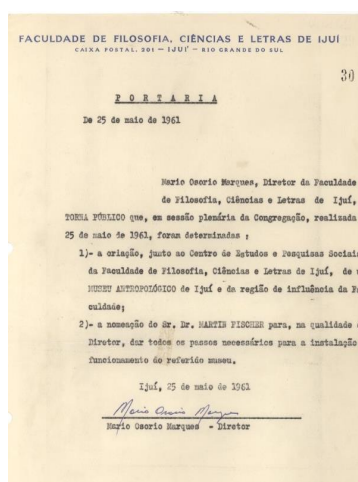 FACULDADE DE FILOSOFIA, CIÊNCIAS E LETRAS DE IJUÍ
CAIXA POSTAL, 201 — IJUÍ — RIO GRANDE DO SUL
30
P O R T A R I A
De 25 de maio de 1961
Mario Osorio Marques, Diretor da Faculdade
de Filosofia, Ciências e Letras de Ijuí,
TORNA PÚBLICO que, em sessão plenária da Congregação, realizada
25 de maio de 1961, foram determinadas :
1)- a criação, junto ao Centro de Estudos e Pesquisas Sociai
da Faculdade de Filosofia, Ciências e Letras de Ijuí, de
MUSEU ANTROPOLÓGICO de Ijuí e da região de influência da F
culdade;
2)- a nomeação do Sr. Dr. MARTIN FISCHER para, na qualidade
Diretor, dar todos os passos necessários para a instalação
funcionamento do referido museu.
Ijuí, 25 de maio de 1961
Mario Osorio Marques
Mario Osorio Marques - Diretor